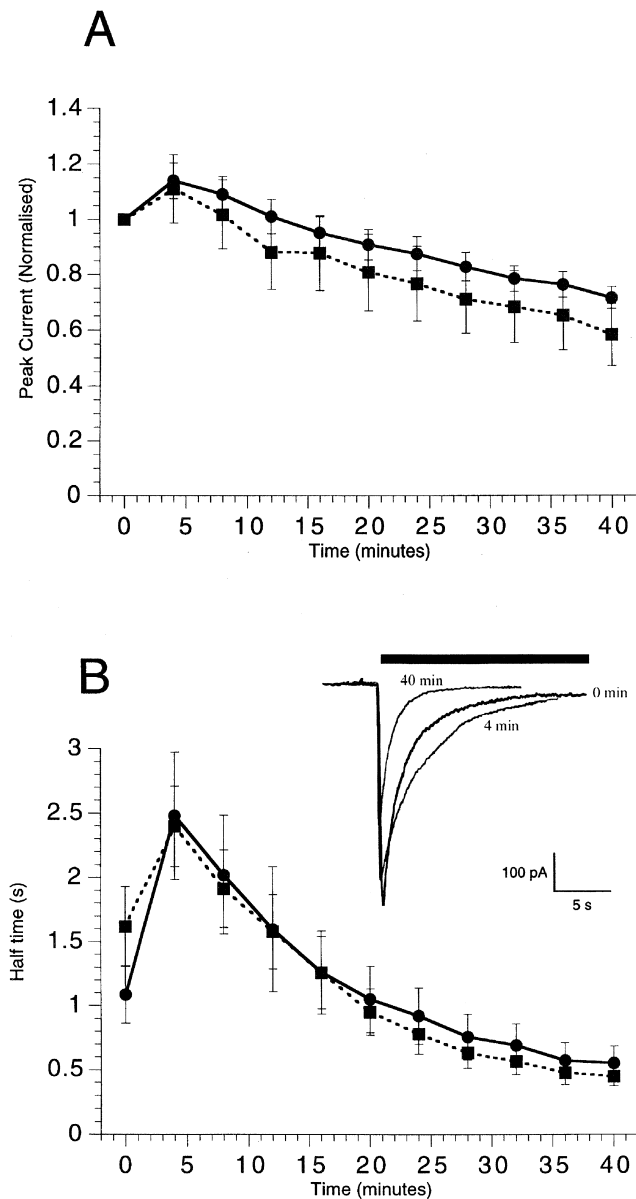 A
1.4
1.2
1
0.8
0.6
0.4
0.2
0
Peak Current (Normalised)
0 5 10 15 20 25 30 35 40
Time (minutes)
B
40 min
0 min
4 min
100 pA
5 s
3
2.5
2
1.5
1
0.5
0
Half time (s)
0 5 10 15 20 25 30 35 40
Time (minutes)